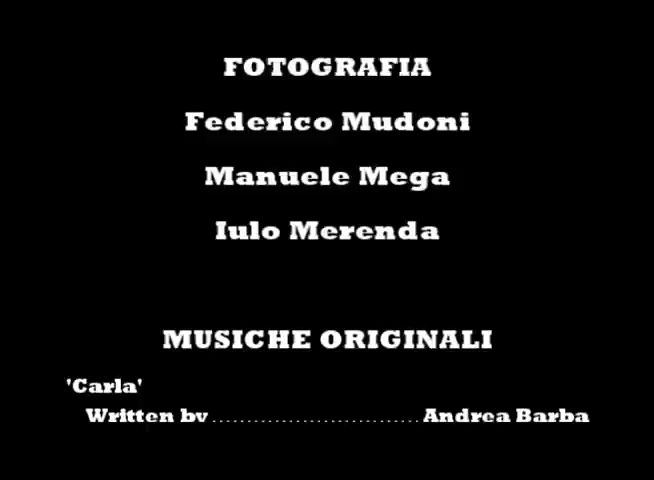 FOTOGRAFIA
Federico Mudoni
Manuele Mega
Iulo Merenda
MUSICHE ORIGINALI
'Carla'
Written by .............................. Andrea Barba